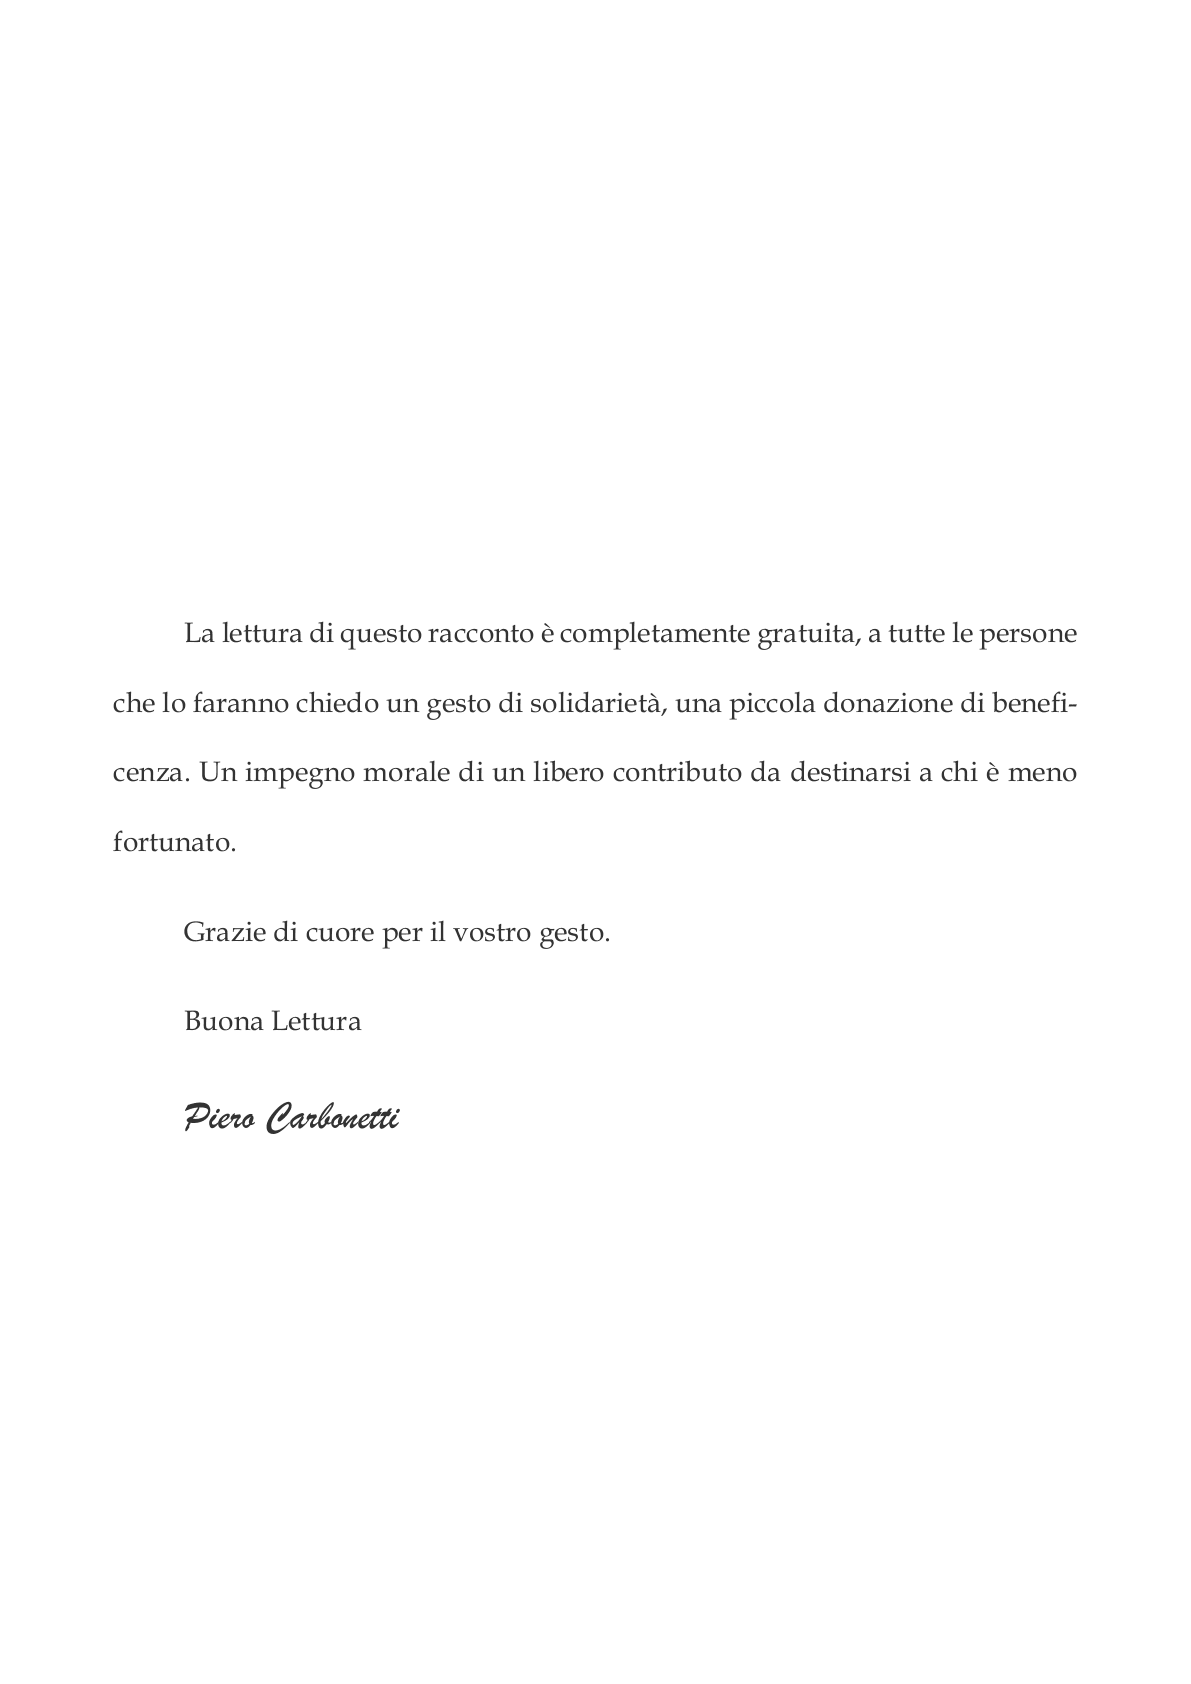 La lettura di questo racconto è completamente gratuita, a tutte le persone
che lo faranno chiedo un gesto di solidarietà, una piccola donazione di benefi-
cenza. Un impegno morale di un libero contributo da destinarsi a chi è meno
fortunato.
Grazie di cuore per il vostro gesto.
Buona Lettura
Piero Carbonetti